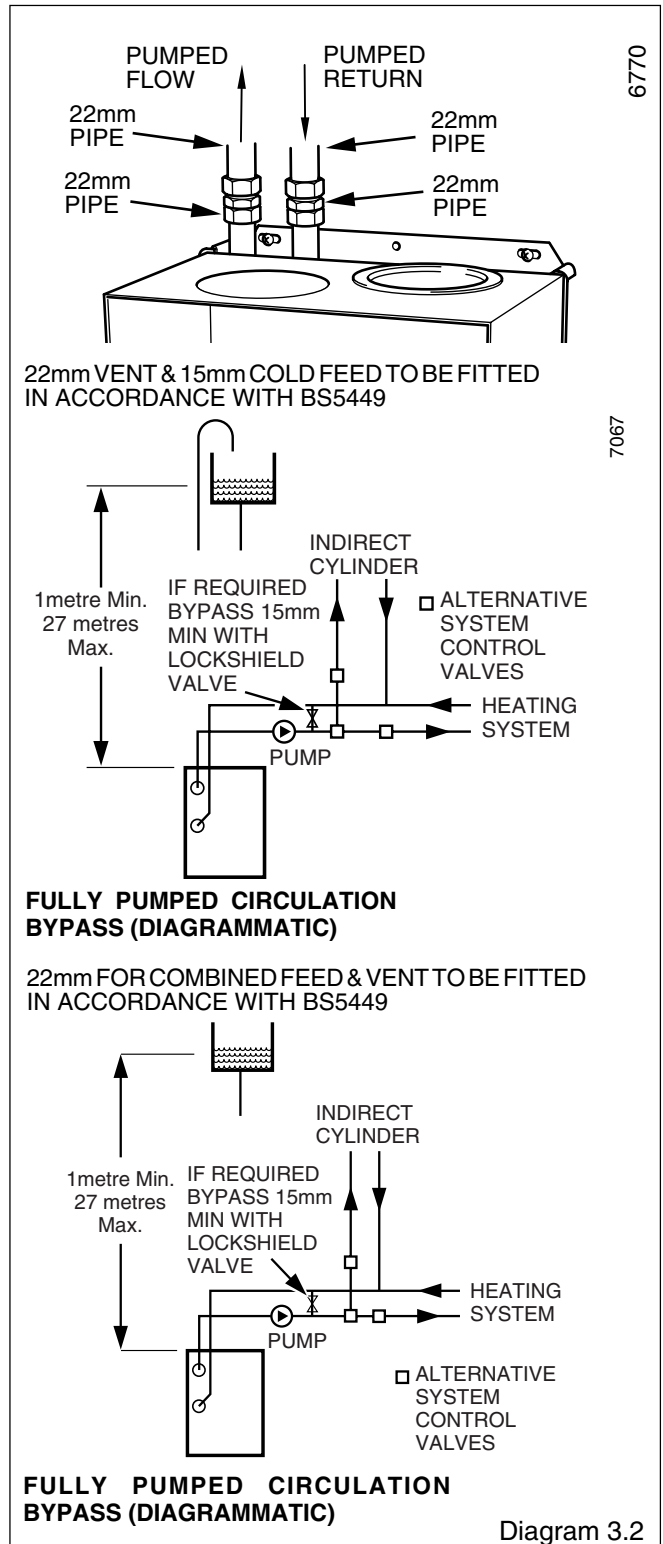 PUMPED
FLOW
PUMPED
RETURN
6770
22mm
PIPE
22mm
PIPE
22mm
PIPE
22mm
PIPE
22mm VENT & 15mm COLD FEED TO BE FITTED
IN ACCORDANCE WITH BS5449
7067
1metre Min.
27 metres
Max.
IF REQUIRED
BYPASS 15mm
MIN WITH
LOCKSHIELD
VALVE
INDIRECT
CYLINDER
ALTERNATIVE
SYSTEM
CONTROL
VALVES
HEATING
SYSTEM
PUMP
FULLY PUMPED CIRCULATION
BYPASS (DIAGRAMMATIC)
22mm FOR COMBINED FEED & VENT TO BE FITTED
IN ACCORDANCE WITH BS5449
1metre Min.
27 metres
Max.
IF REQUIRED
BYPASS 15mm
MIN WITH
LOCKSHIELD
VALVE
INDIRECT
CYLINDER
HEATING
SYSTEM
PUMP
ALTERNATIVE
SYSTEM
CONTROL
VALVES
FULLY PUMPED CIRCULATION
BYPASS (DIAGRAMMATIC)
Diagram 3.2